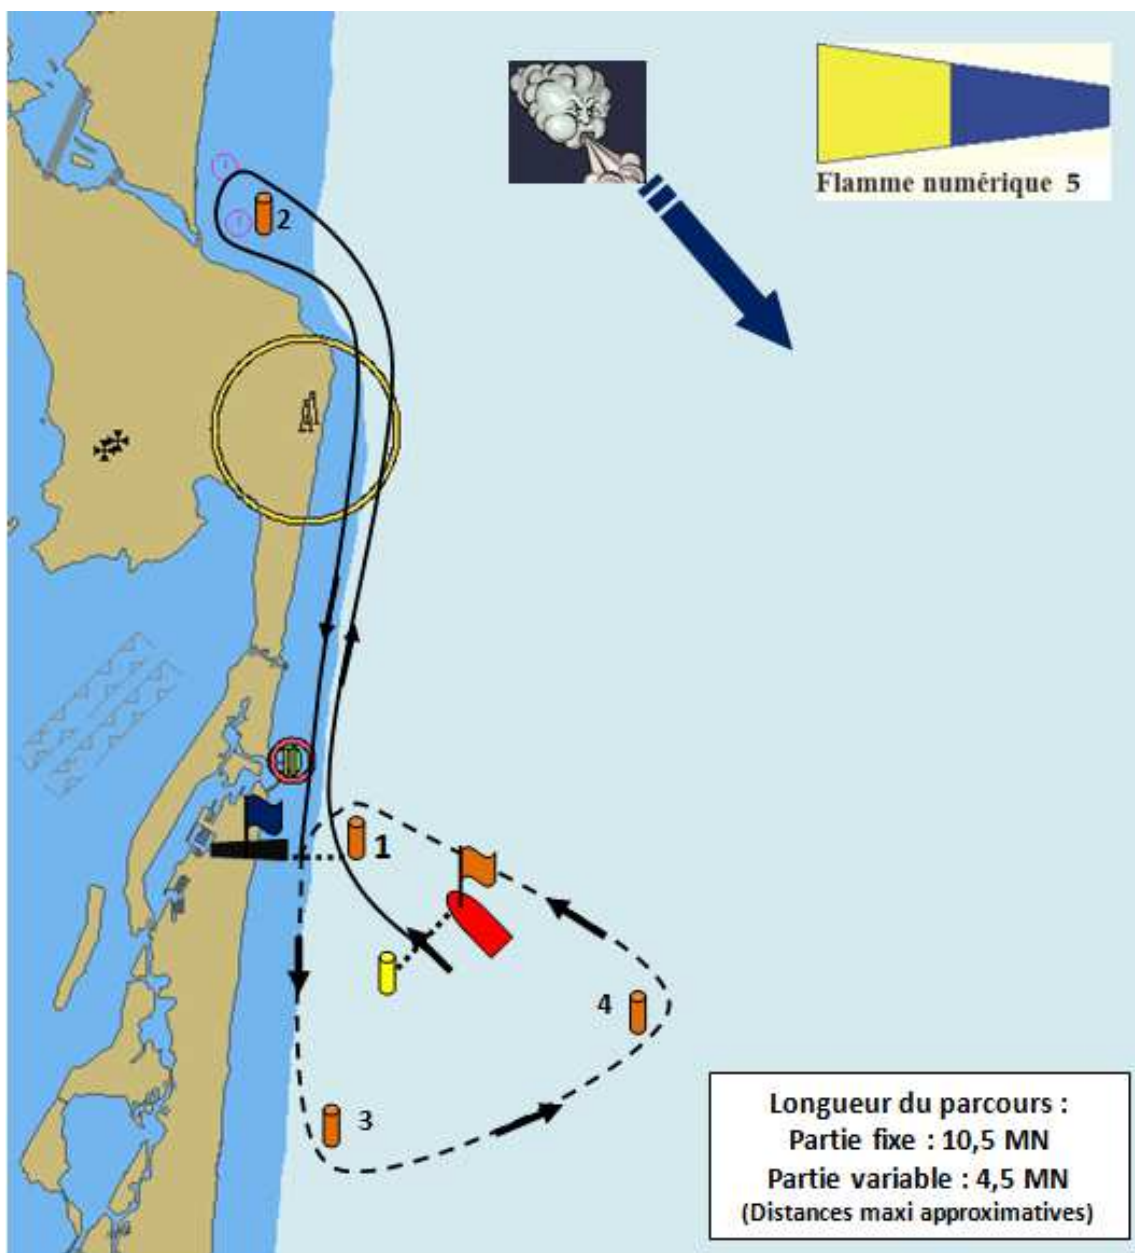 Flamme numérique 5
2
1
4
3
Longueur du parcours :
Partie fixe : 10,5 MN
Partie variable : 4,5 MN
(Distances maxi approximatives)